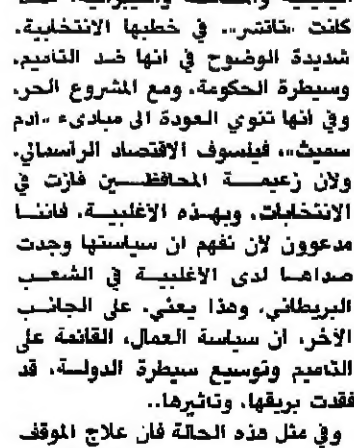 كانت «تاتشر»، في خطبها الانتخابية،
شديدة الوضوح في انها ضد التاميم،
وسيطرة الحكومة، ومع المشروع الحر،
وفي انها تنوي العودة الى مبادىء «ادم
سميث»، فيلسوف الاقتصاد الراسمالي.
ولان زعيمة المحافظين فازت في
الانتخابات، وبهذه الاغلبية، فاننا
مدعوون لان نفهم ان سياستها وجدت
صداها لدى الاغلبية في الشعب
البريطاني، وهذا يعني، على الجانب
الاخر، ان سياسة العمال، القائمة على
التاميم وتوسيع سيطرة الدولة، قد
فقدت بريقها، وتاثيرها..
وفي مثل هذه الحالة فان علاج الموقف